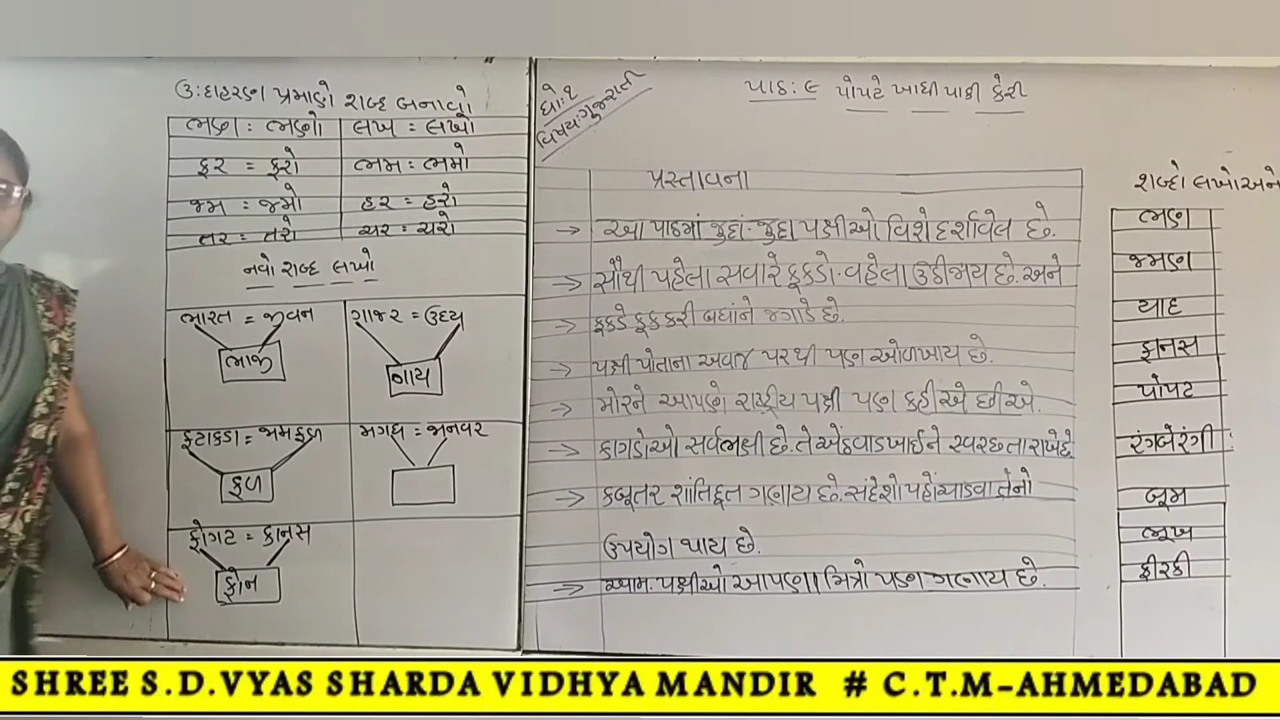 ઉદાહરણ પ્રમાણે શબ્દ બનાવો
ભણ : ભણો લખ : લખો
ફર = ફરો ભમ : ભમો
જમ = જમો હર = હરો
તર = તરો ચર = ચરો
નવો શબ્દ લખો
ભારત = જીવન ગાજર = ઉદય
ભાજી ગાય
ફટાકડા = જામફળ મગધ = જાનવર
ફળ
ફોગટ = ફાનસ
ફોન
ધો : ૧
વિષય : ગુજરાતી
પાઠ : ૯ પોપટે ખાધી પાકી કેરી
પ્રસ્તાવના
→ આ પાઠમાં જુદાં-જુદા પક્ષીઓ વિશે દર્શાવેલ છે.
→ સૌથી પહેલા સવારે કૂકડો વહેલા ઉઠી જાય છે. અને
→ કૂકડે કૂક કરી બધાંને જગાડે છે.
→ પક્ષી પોતાના અવાજ પરથી પણ ઓળખાય છે.
→ મોરને આપણે રાષ્ટ્રીય પક્ષી પણ કહીએ છીએ.
→ કાગડોઓ સર્વભક્ષી છે. તે એંઠવાડ ખાઈને સ્વચ્છતા રાખે છે.
→ કબૂતર શાંતિદૂત ગણાય છે. સંદેશો પહોંચાડવા તેનો
ઉપયોગ થાય છે.
→ આમ. પક્ષીઓ આપણા મિત્રો પણ ગણાય છે.
શબ્દો લખો અને
ભણ
જમણ
યાદ
ફાનસ
પોપટ
રંગબેરંગી
બૂમ
ભૂખ
ફીરકી
SHREE S.D.VYAS SHARDA VIDHYA MANDIR # C.T.M-AHMEDABAD